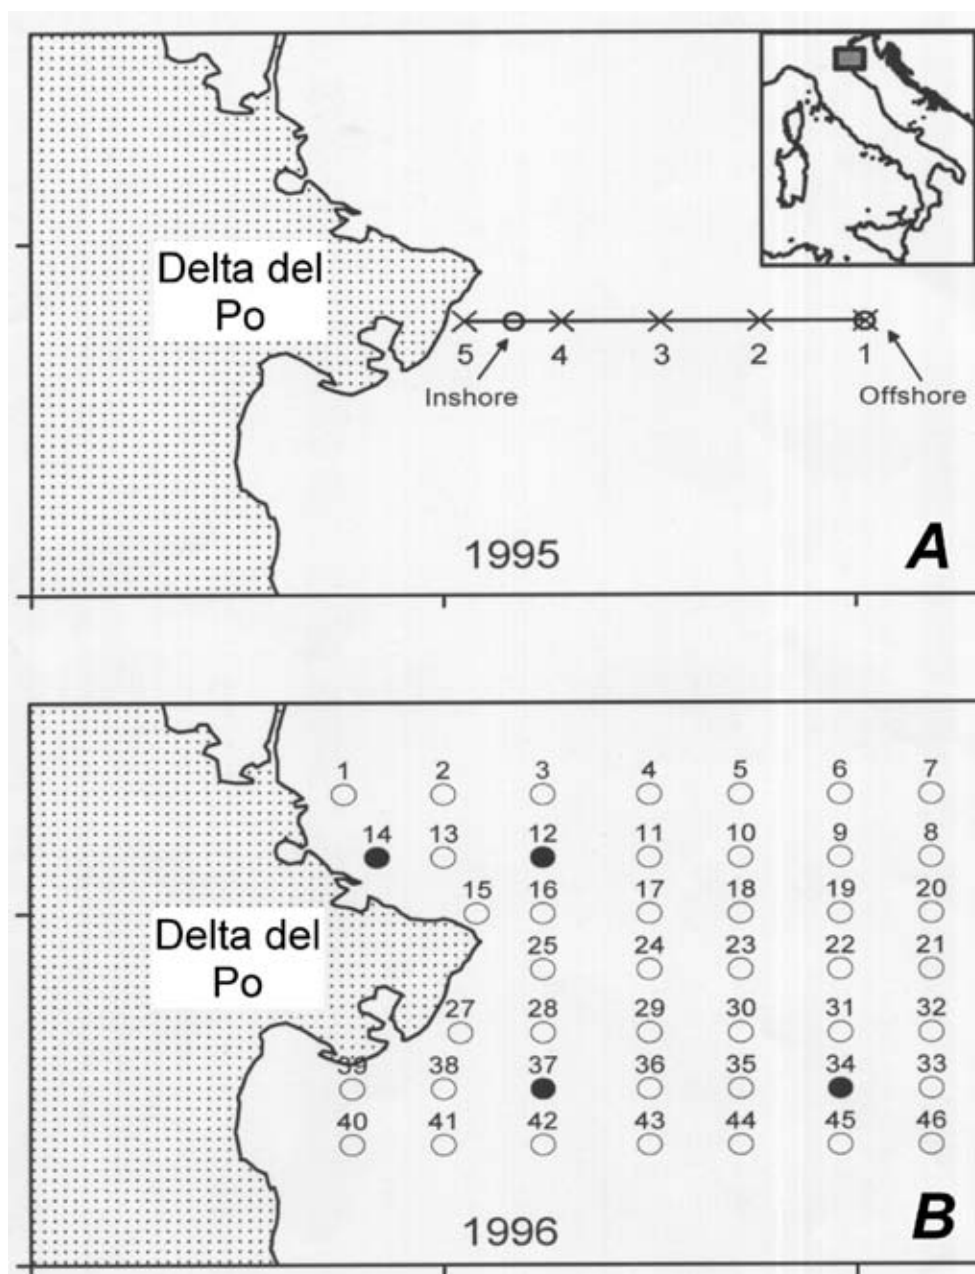 Delta del
Po
5 4 3 2 1
Inshore
Offshore
1995
A
1 2 3 4 5 6 7
14 13 12 11 10 9 8
15 16 17 18 19 20
Delta del
Po
25 24 23 22 21
27 28 29 30 31 32
39 38 37 36 35 34 33
40 41 42 43 44 45 46
1996
B